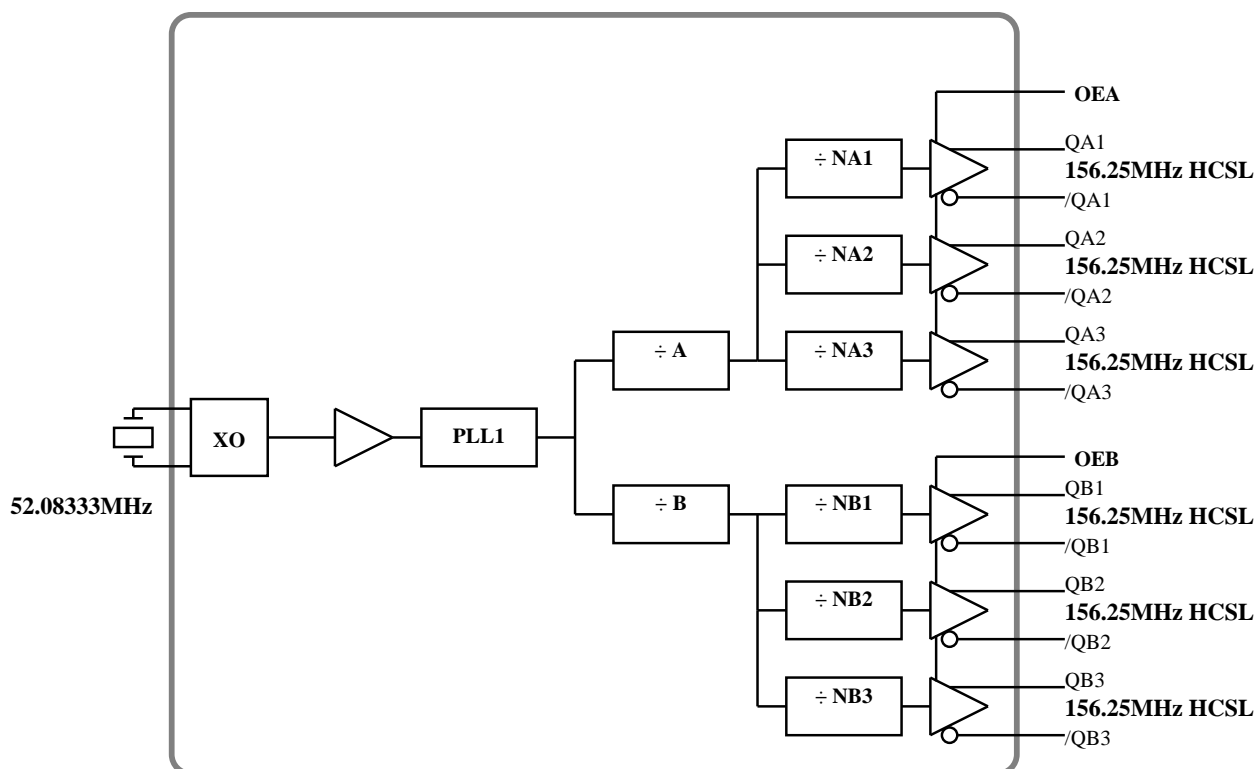 OEA
÷ NA1
QA1
156.25MHz HCSL
/QA1
÷ NA2
QA2
156.25MHz HCSL
/QA2
÷ A
÷ NA3
QA3
156.25MHz HCSL
/QA3
XO
PLL1
52.08333MHz
OEB
÷ B
÷ NB1
QB1
156.25MHz HCSL
/QB1
÷ NB2
QB2
156.25MHz HCSL
/QB2
÷ NB3
QB3
156.25MHz HCSL
/QB3